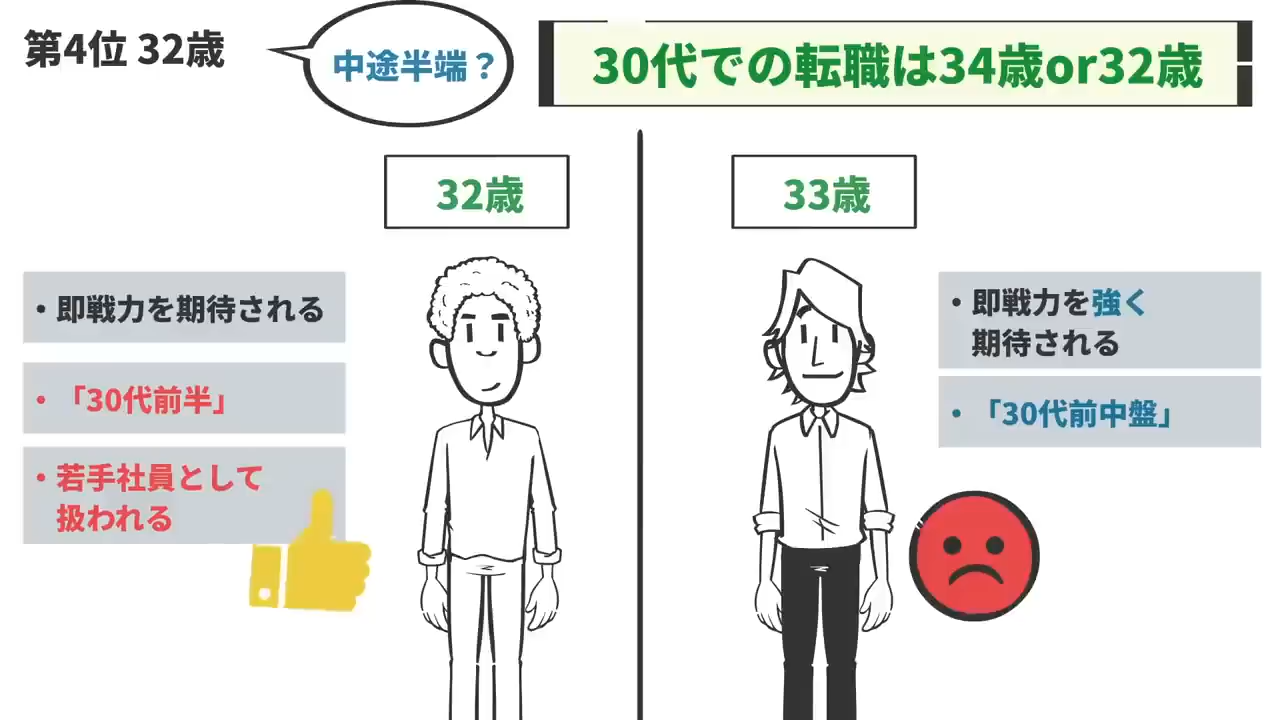 第4位 32歳
中途半端？
30代での転職は34歳or32歳
32歳
・即戦力を期待される
・「30代前半」
・若手社員として
扱われる
33歳
・即戦力を強く
期待される
・「30代前中盤」